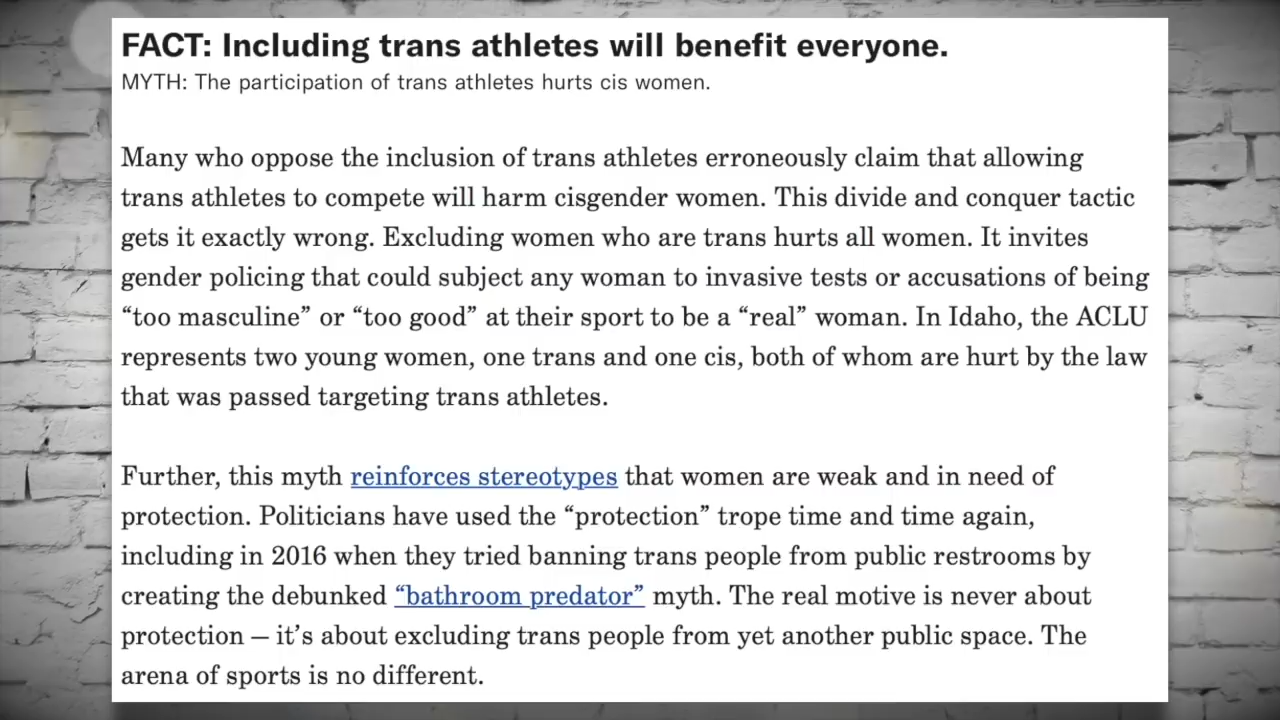 FACT: Including trans athletes will benefit everyone.
MYTH: The participation of trans athletes hurts cis women.
Many who oppose the inclusion of trans athletes erroneously claim that allowing
trans athletes to compete will harm cisgender women. This divide and conquer tactic
gets it exactly wrong. Excluding women who are trans hurts all women. It invites
gender policing that could subject any woman to invasive tests or accusations of being
“too masculine” or “too good” at their sport to be a “real” woman. In Idaho, the ACLU
represents two young women, one trans and one cis, both of whom are hurt by the law
that was passed targeting trans athletes.
Further, this myth reinforces stereotypes that women are weak and in need of
protection. Politicians have used the “protection” trope time and time again,
including in 2016 when they tried banning trans people from public restrooms by
creating the debunked “bathroom predator” myth. The real motive is never about
protection — it’s about excluding trans people from yet another public space. The
arena of sports is no different.